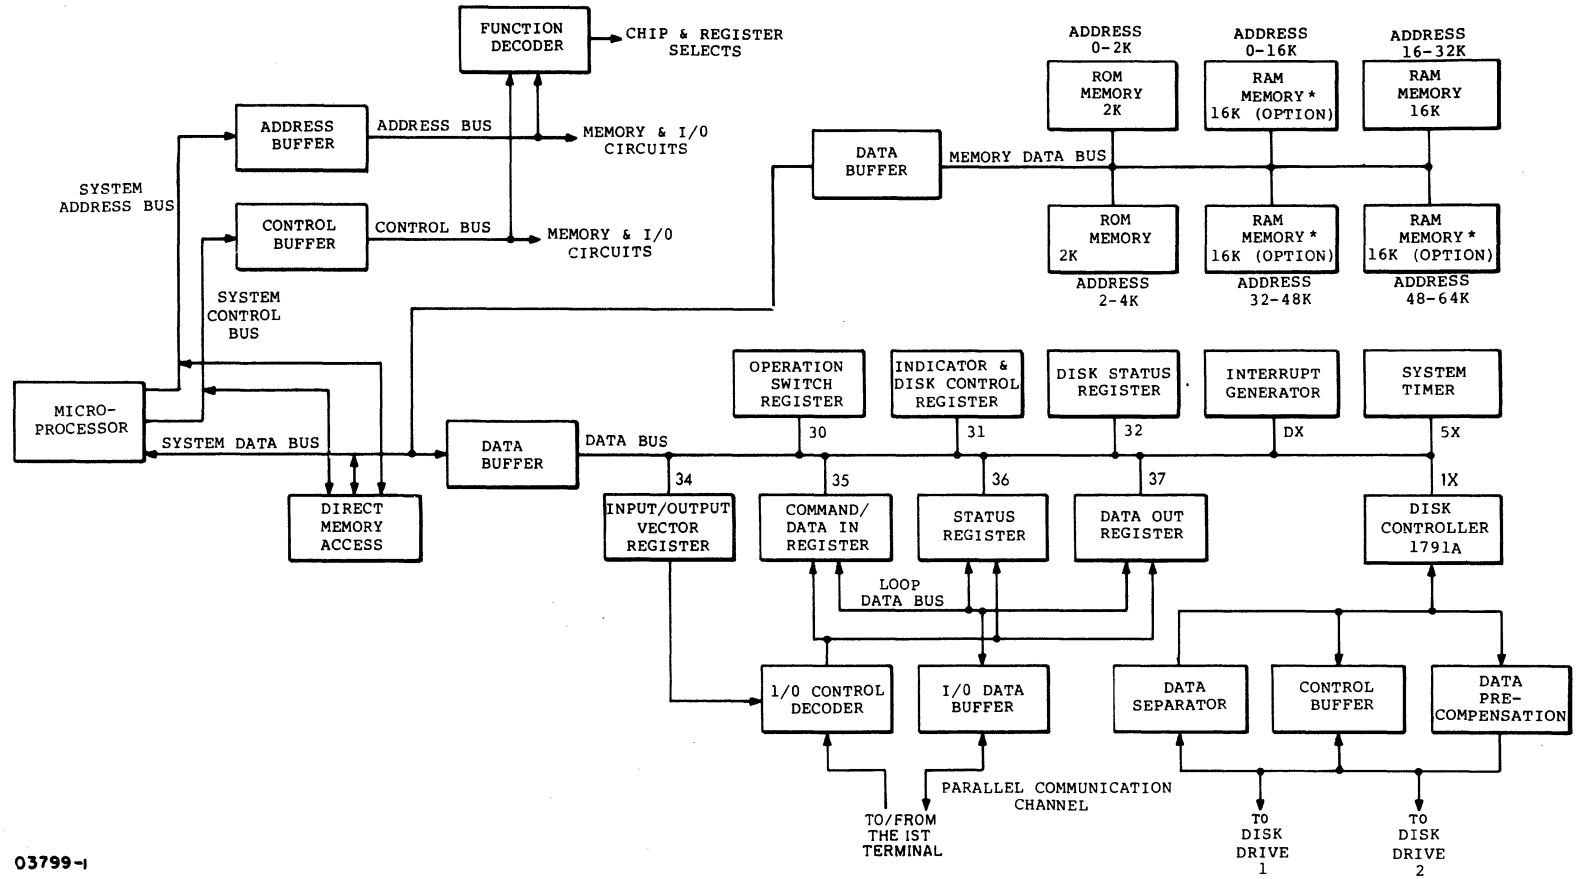 FUNCTION
DECODER
CHIP & REGISTER
SELECTS
ADDRESS
0-2K
ADDRESS
0-16K
ADDRESS
16-32K
ROM
MEMORY
2K
RAM
MEMORY*
16K (OPTION)
RAM
MEMORY
16K
ADDRESS
BUFFER
ADDRESS BUS
MEMORY & I/O
CIRCUITS
DATA
BUFFER
MEMORY DATA BUS
SYSTEM
ADDRESS BUS
CONTROL
BUFFER
CONTROL BUS
MEMORY & I/O
CIRCUITS
ROM
MEMORY
2K
RAM
MEMORY*
16K (OPTION)
RAM
MEMORY*
16K (OPTION)
ADDRESS
2-4K
ADDRESS
32-48K
ADDRESS
48-64K
SYSTEM
CONTROL
BUS
MICRO-
PROCESSOR
OPERATION
SWITCH
REGISTER
INDICATOR &
DISK CONTROL
REGISTER
DISK STATUS
REGISTER
INTERRUPT
GENERATOR
SYSTEM
TIMER
30
31
32
DX
5X
SYSTEM DATA BUS
DATA
BUFFER
DATA BUS
34
35
36
37
1X
DIRECT
MEMORY
ACCESS
INPUT/OUTPUT
VECTOR
REGISTER
COMMAND/
DATA IN
REGISTER
STATUS
REGISTER
DATA OUT
REGISTER
DISK
CONTROLLER
1791A
LOOP
DATA BUS
I/O CONTROL
DECODER
I/O DATA
BUFFER
DATA
SEPARATOR
CONTROL
BUFFER
DATA
PRE-
COMPENSATION
PARALLEL COMMUNICATION
CHANNEL
TO/FROM
THE IST
TERMINAL
TO
DISK
DRIVE
1
TO
DISK
DRIVE
2
03799-1